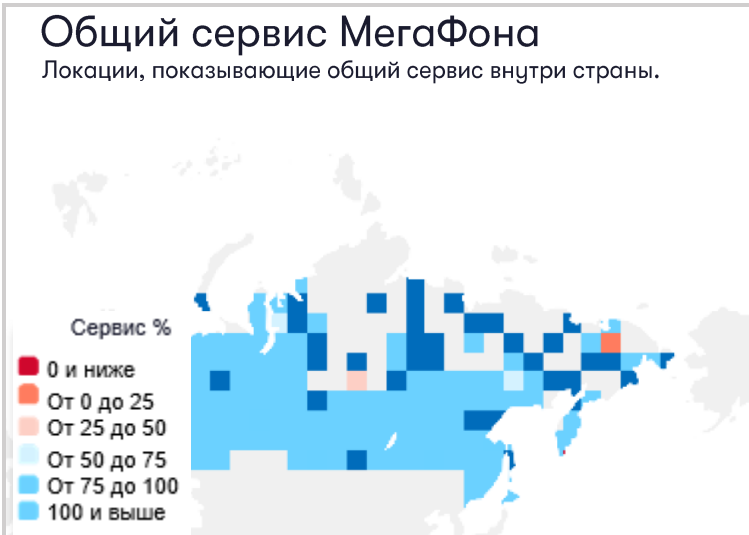 Общий сервис МегаФона
Локации, показывающие общий сервис внутри страны.
Сервис %
0 и ниже
От 0 до 25
От 25 до 50
От 50 до 75
От 75 до 100
100 и выше